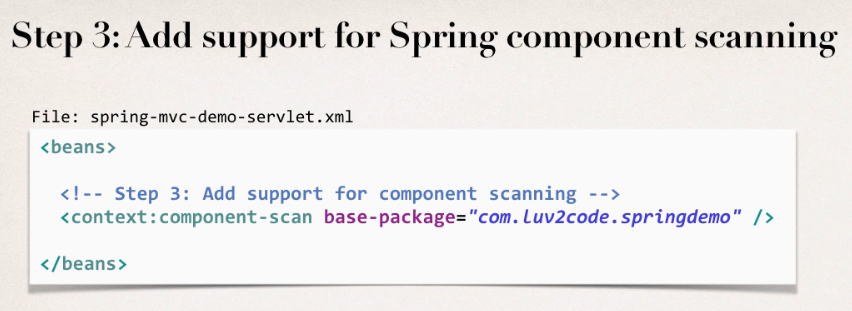 Step 3: Add support for Spring component scanning
File: spring-mvc-demo-servlet.xml
<beans>
<!-- Step 3: Add support for component scanning -->
<context:component-scan base-package="com.luv2code.springdemo" />
</beans>